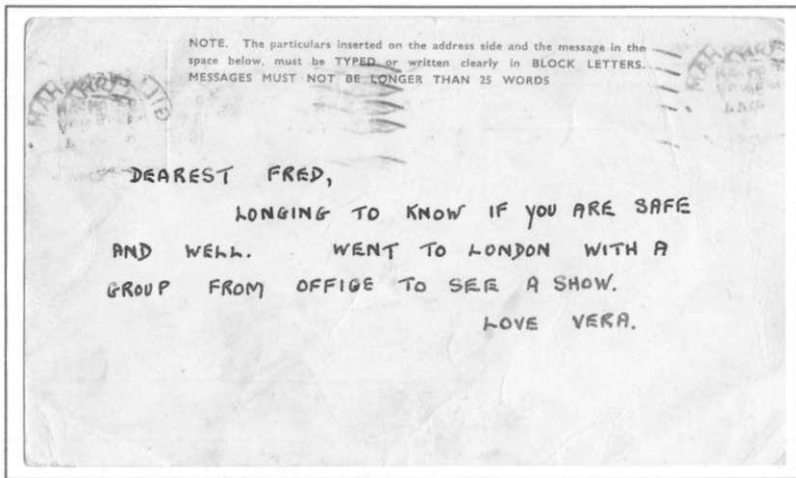 NOTE. The particulars inserted on the address side and the message in the
space below, must be TYPED or written clearly in BLOCK LETTERS.
MESSAGES MUST NOT BE LONGER THAN 25 WORDS
DEAREST FRED,
LONGING TO KNOW IF YOU ARE SAFE
AND WELL. WENT TO LONDON WITH A
GROUP FROM OFFICE TO SEE A SHOW.
LOVE VERA.